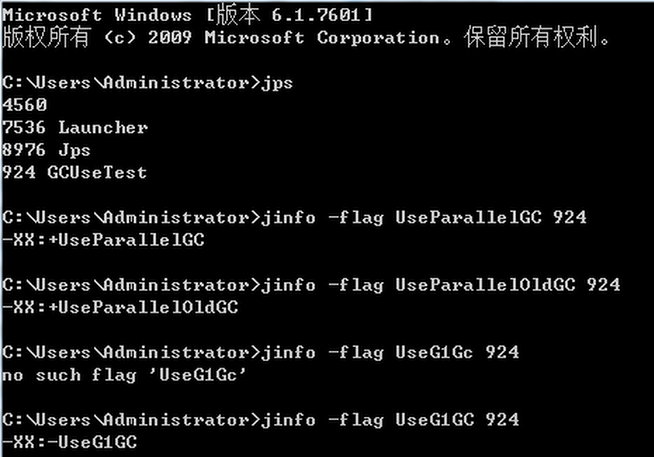 Microsoft Windows [版本 6.1.7601]
版权所有 (c) 2009 Microsoft Corporation。保留所有权利。
C:\Users\Administrator>jps
4560
7536 Launcher
8976 Jps
924 GCUseTest
C:\Users\Administrator>jinfo -flag UseParallelGC 924
-XX:+UseParallelGC
C:\Users\Administrator>jinfo -flag UseParallelOldGC 924
-XX:+UseParallelOldGC
C:\Users\Administrator>jinfo -flag UseG1Gc 924
no such flag 'UseG1Gc'
C:\Users\Administrator>jinfo -flag UseG1GC 924
-XX:-UseG1GC